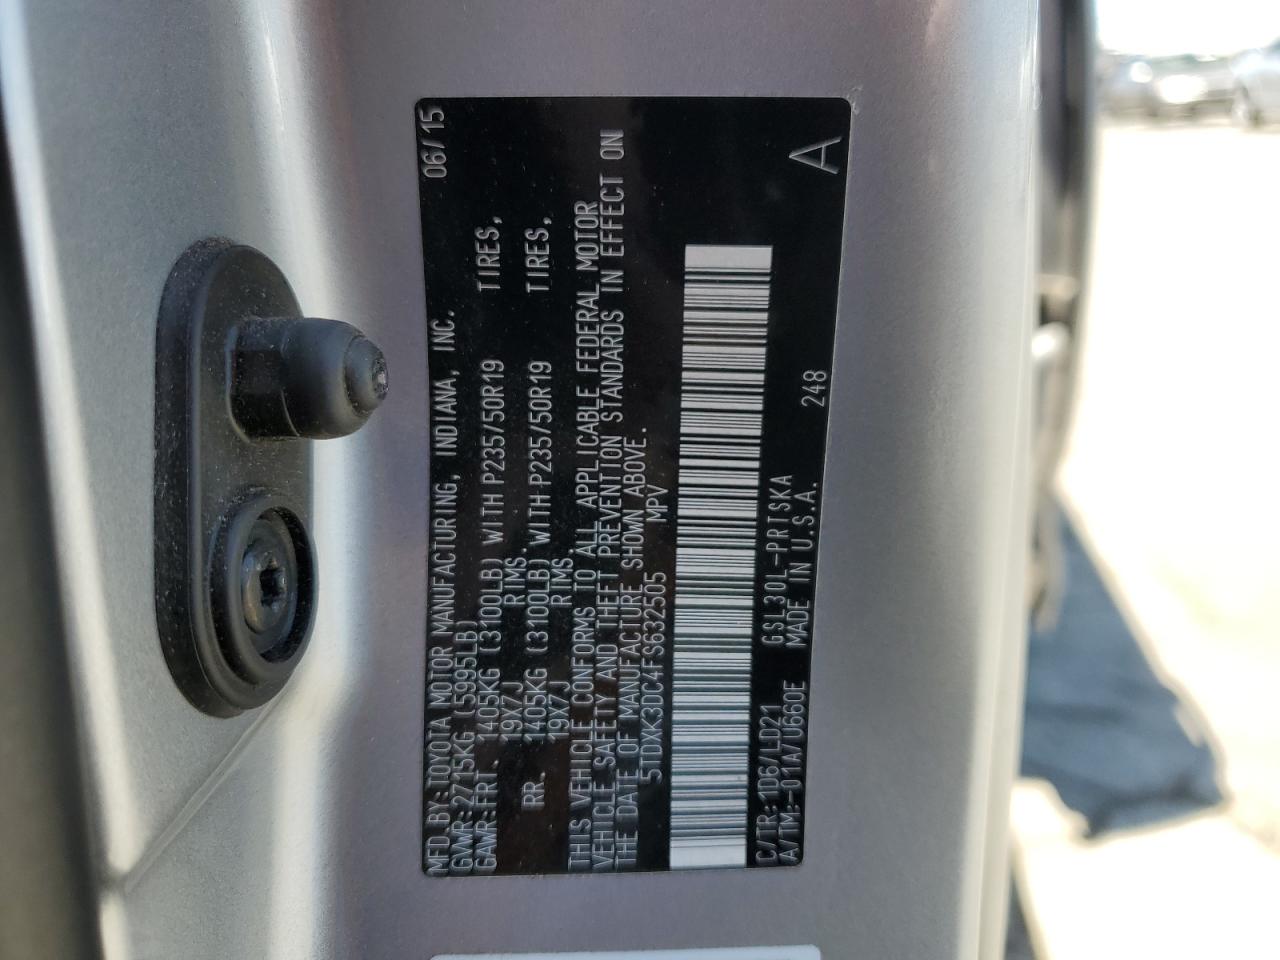 MFD.BY:TOYOTA MOTOR MANUFACTURING, INDIANA, INC. 06/15
GVWR:2715KG (5995LB)
GAWR:FRT. 1405KG (3100LB) WITH P235/50R19 TIRES,
19X7J RIMS.
RR. 1405KG (3100LB) WITH P235/50R19 TIRES,
19X7J RIMS.
THIS VEHICLE CONFORMS TO ALL APPLICABLE FEDERAL MOTOR
VEHICLE SAFETY AND THEFT PREVENTION STANDARDS IN EFFECT ON
THE DATE OF MANUFACTURE SHOWN ABOVE.
5TDXK3DC4FS632505 MPV
A
C/TR:1D6/LD21 GSL30L-PRTSKA
A/TM:-01A/U660E MADE IN U.S.A. 248